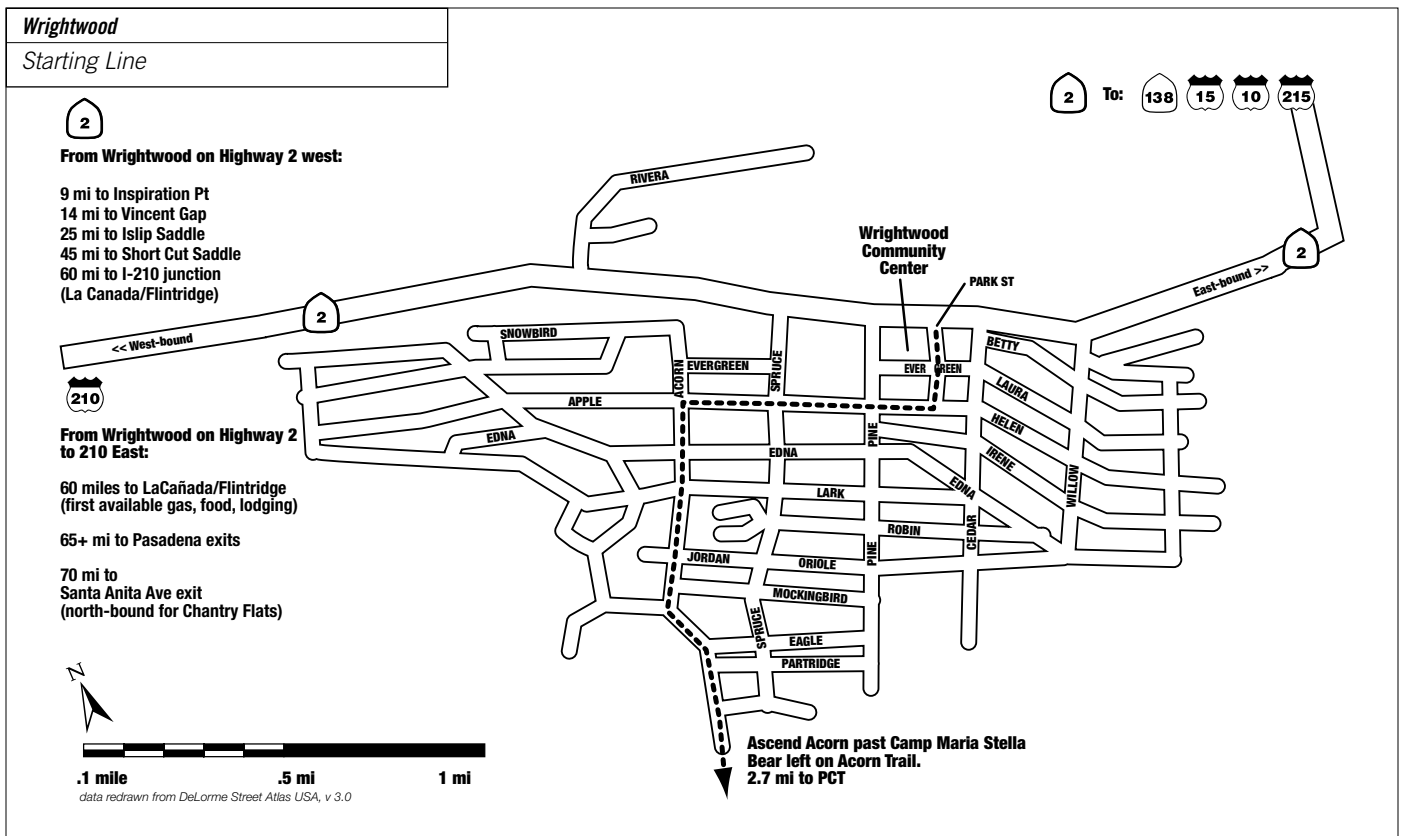 Wrightwood
Starting Line
2
From Wrightwood on Highway 2 west:
9 mi to Inspiration Pt
14 mi to Vincent Gap
25 mi to Islip Saddle
45 mi to Short Cut Saddle
60 mi to I-210 junction
(La Canada/Flintridge)
2 To: 138 15 10 215
RIVERA
Wrightwood
Community
Center
PARK ST
2
East-bound >>
2
<< West-bound
SNOWBIRD
BETTY
ACORN
EVERGREEN
SPRUCE
EVER GREEN
LAURA
210
APPLE
HELEN
From Wrightwood on Highway 2
to 210 East:
EDNA
EDNA
PINE
IRENE
60 miles to LaCañada/Flintridge
(first available gas, food, lodging)
LARK
EDNA
WILLOW
65+ mi to Pasadena exits
ROBIN
CEDAR
JORDAN
ORIOLE
PINE
70 mi to
Santa Anita Ave exit
(north-bound for Chantry Flats)
MOCKINGBIRD
SPRUCE
EAGLE
PARTRIDGE
N
Ascend Acorn past Camp Maria Stella
Bear left on Acorn Trail.
2.7 mi to PCT
.1 mile .5 mi 1 mi
data redrawn from DeLorme Street Atlas USA, v 3.0